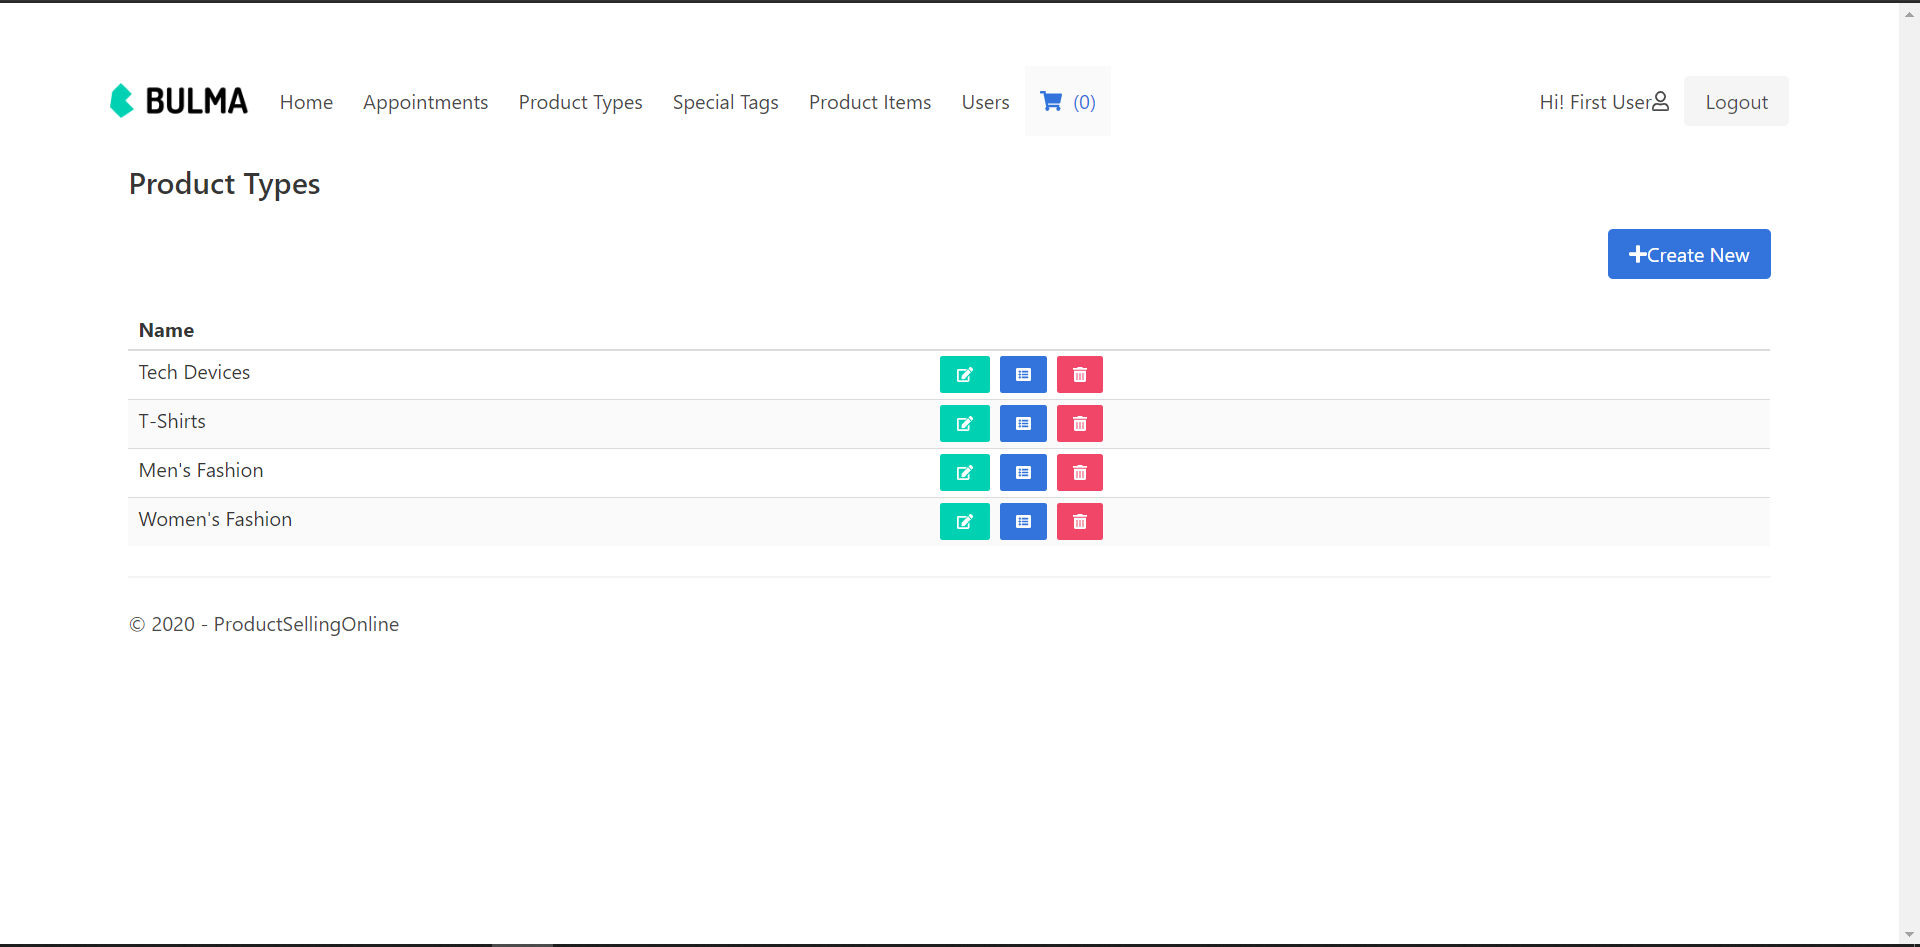 BULMA Home Appointments Product Types Special Tags Product Items Users (0) Hi! First User Logout
Product Types
Create New
Name
Tech Devices
T-Shirts
Men's Fashion
Women's Fashion
© 2020 - ProductSellingOnline